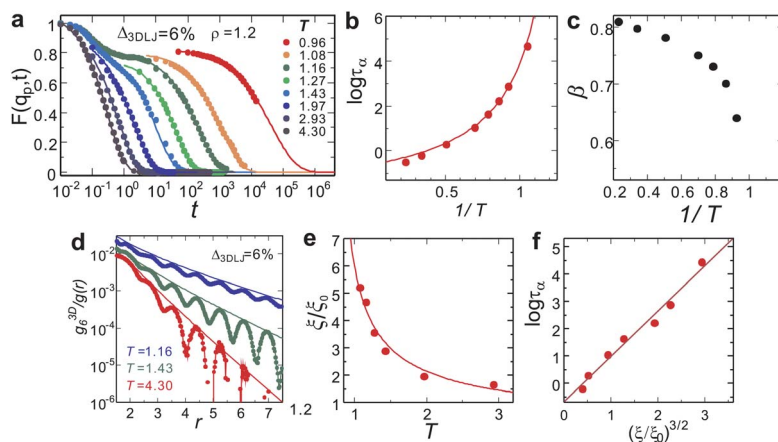 a
Δ3DLJ=6% ρ=1.2
T
0.96
1.08
1.16
1.27
1.43
1.97
2.93
4.30
F(qp,t)
1
0.8
0.6
0.4
0.2
0
10⁻² 10⁻¹ 10⁰ 10¹ 10² 10³ 10⁴ 10⁵ 10⁶
t
b
logτα
6
4
2
0
0.5 1
1/T
c
β
0.8
0.7
0.6
0.2 0.4 0.6 0.8 1
1/T
d
Δ3DLJ=6%
g₆³ᴰ/g(r)
10⁻²
10⁻³
10⁻⁴
10⁻⁵
10⁻⁶
T=1.16
T=1.43
T=4.30
2 3 4 5 6 7
r
1.2
e
ξ/ξ₀
7
6
5
4
3
2
1
1 2 3
T
f
logτα
5
4
3
2
1
0
0 1 2 3
(ξ/ξ₀)³ᐟ²